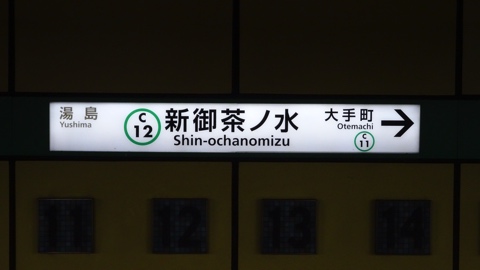 湯島
Yushima
C
12
新御茶ノ水
Shin-ochanomizu
大手町
Otemachi
C
11
11
12
13
14